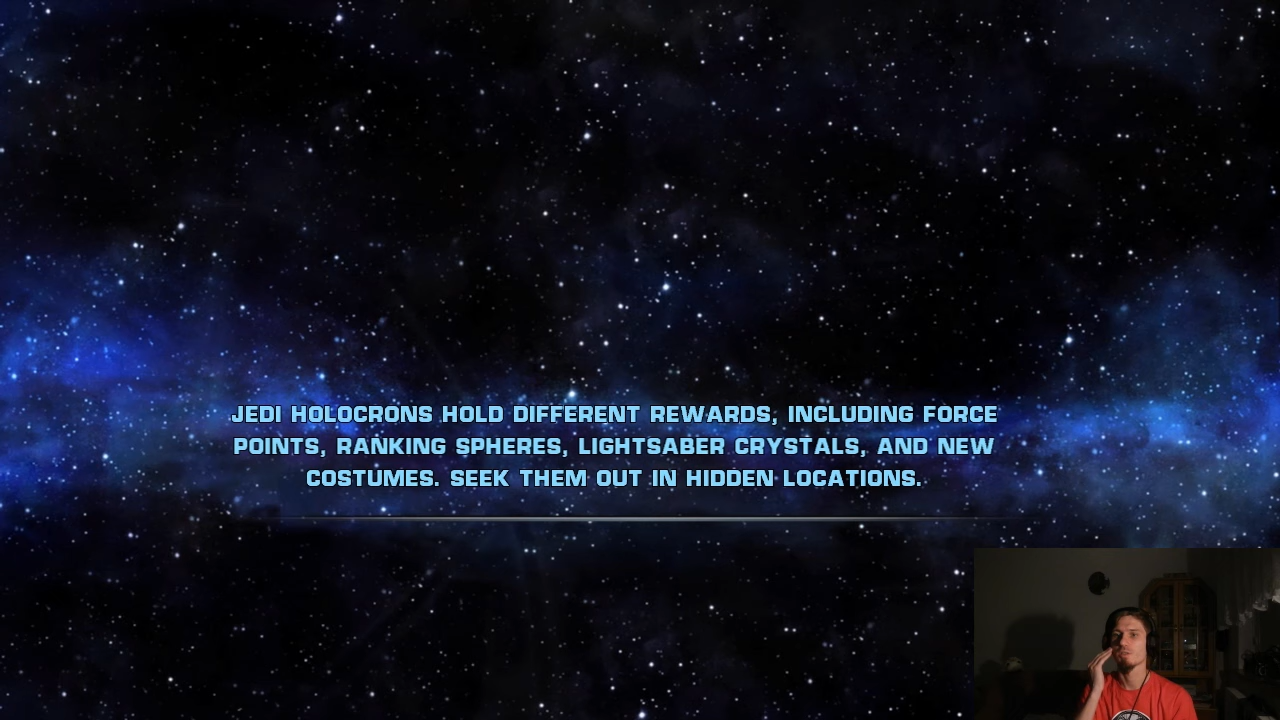 JEDI HOLOCRONS HOLD DIFFERENT REWARDS, INCLUDING FORCE
POINTS, RANKING SPHERES, LIGHTSABER CRYSTALS, AND NEW
COSTUMES. SEEK THEM OUT IN HIDDEN LOCATIONS.